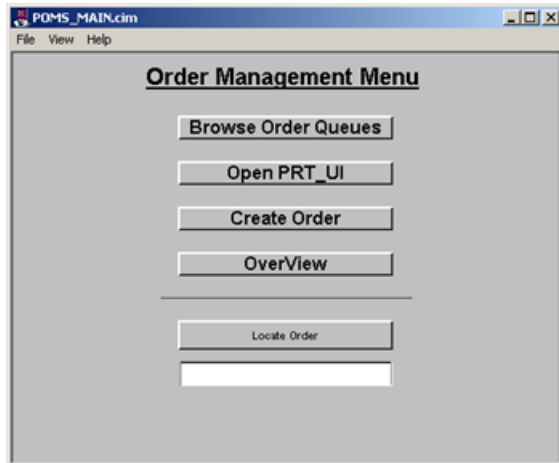 POMS_MAIN.cim
File View Help
Order Management Menu
Browse Order Queues
Open PRT_UI
Create Order
OverView
Locate Order